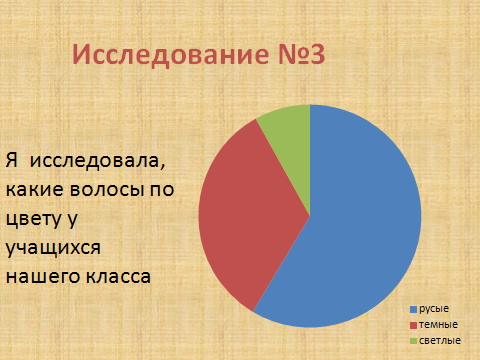 Исследование №3
Я исследовала,
какие волосы по
цвету у
учащихся
нашего класса
русые
темные
светлые